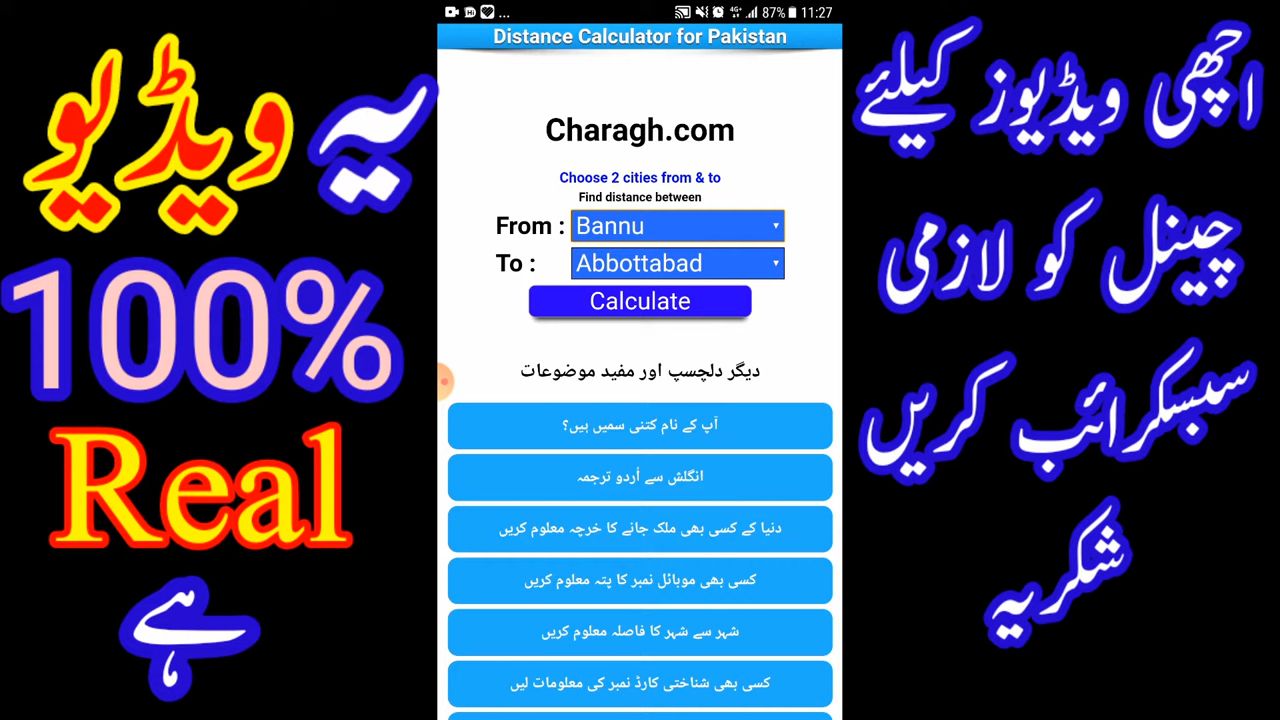 یہ ویڈیو
100%
Real
ہے
... 4G+ 87% 11:27
Distance Calculator for Pakistan
Charagh.com
Choose 2 cities from & to
Find distance between
From : Bannu
To : Abbottabad
Calculate
دیگر دلچسپ اور مفید موضوعات
آپ کے نام کتنی سمیں ہیں؟
انگلش سے اُردو ترجمہ
دنیا کے کسی بھی ملک جانے کا خرچہ معلوم کریں
کسی بھی موبائل نمبر کا پتہ معلوم کریں
شہر سے شہر کا فاصلہ معلوم کریں
کسی بھی شناختی کارڈ نمبر کی معلومات لیں
اچھی ویڈیوز کیلئے
چینل کو لازمی
سبسکرائب کریں
شکریہ